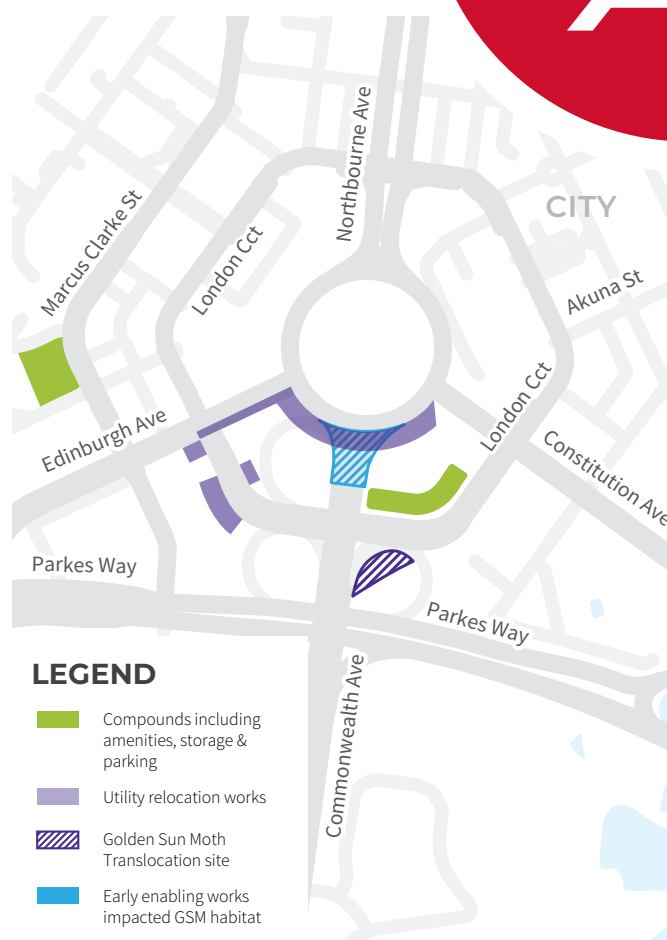 Northbourne Ave
CITY
Marcus Clarke St
London Cct
Akuna St
London Cct
Edinburgh Ave
Constitution Ave
Parkes Way
Parkes Way
Commonwealth Ave
LEGEND
Compounds including
amenities, storage &
parking
Utility relocation works
Golden Sun Moth
Translocation site
Early enabling works
impacted GSM habitat